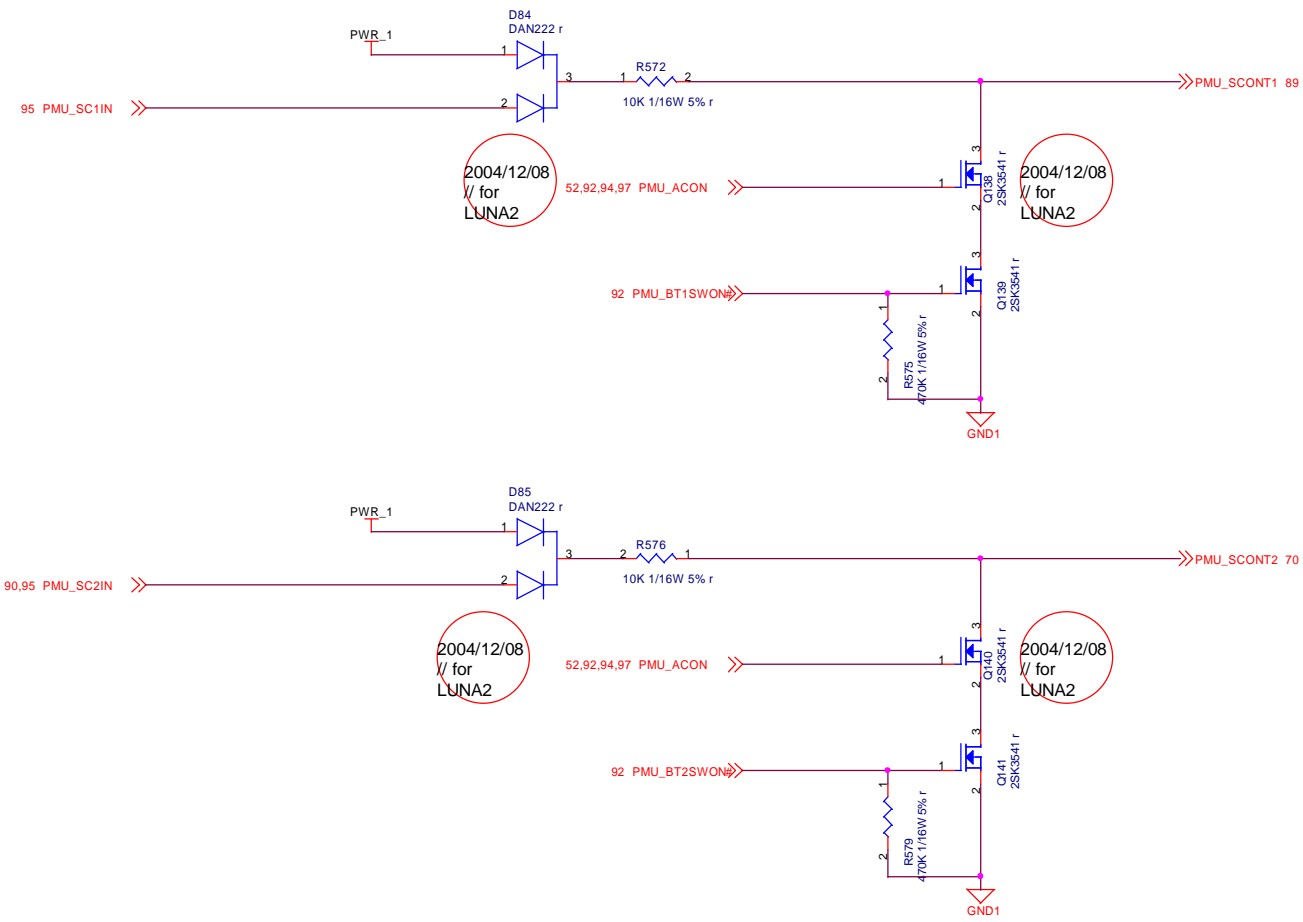 D84
DAN222 r
PWR_1
1
3
2
R572
1
2
10K 1/16W 5% r
PMU_SCONT1 89
95 PMU_SC1IN
2004/12/08
// for
LUNA2
52,92,94,97 PMU_ACON
3
1
2
Q138
2SK3541 r
2004/12/08
// for
LUNA2
92 PMU_BT1SWON#
3
1
2
Q139
2SK3541 r
1
2
R575
470K 1/16W 5% r
GND1
D85
DAN222 r
PWR_1
1
3
2
R576
2
1
10K 1/16W 5% r
PMU_SCONT2 70
90,95 PMU_SC2IN
2004/12/08
// for
LUNA2
52,92,94,97 PMU_ACON
3
1
2
Q140
2SK3541 r
2004/12/08
// for
LUNA2
92 PMU_BT2SWON#
3
1
2
Q141
2SK3541 r
1
2
R579
470K 1/16W 5% r
GND1